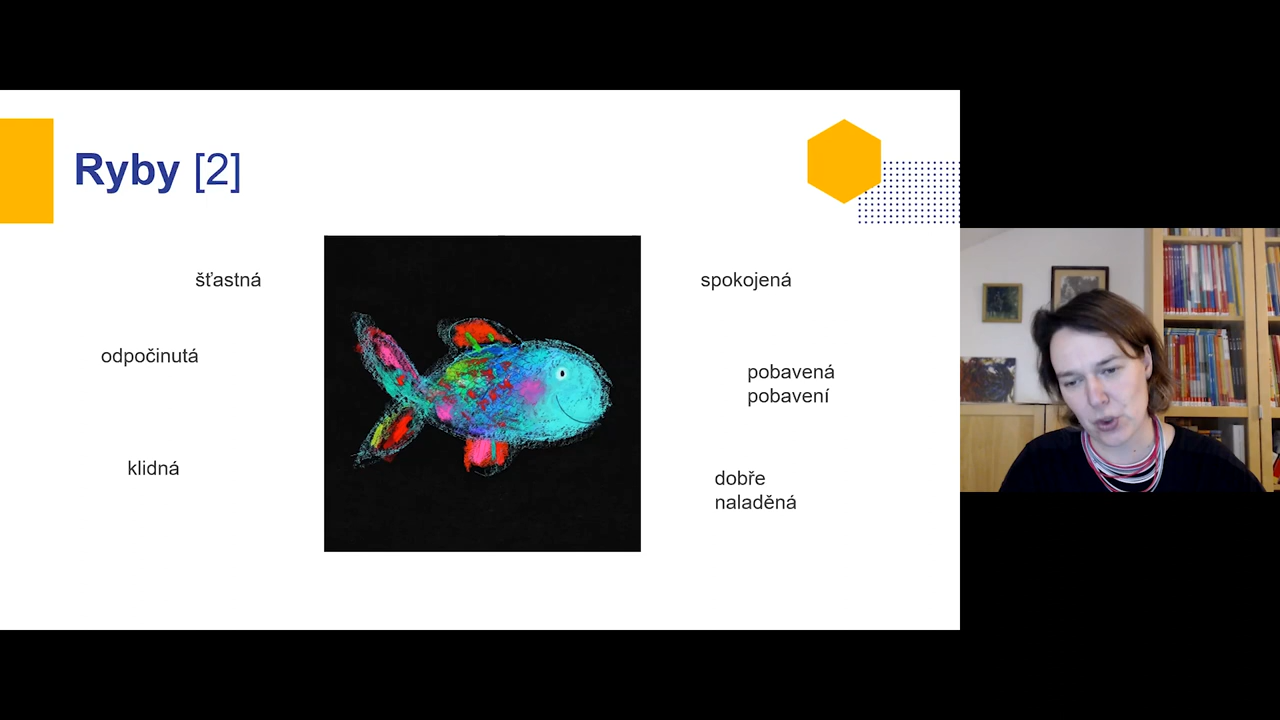 Ryby [2]
šťastná
spokojená
odpočinutá
pobavená
pobavení
klidná
dobře
naladěná